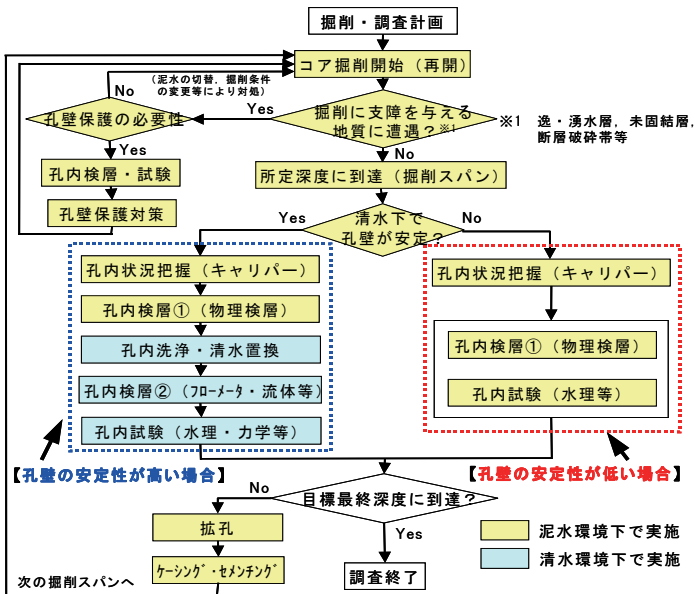 掘削・調査計画
コア掘削開始（再開）
（泥水の切替，掘削条件
の変更等により対処）
No
Yes
孔壁保護の必要性
掘削に支障を与える
地質に遭遇？※1
※1　逸・湧水層，未固結層，
断層破砕帯等
Yes
No
孔内検層・試験
所定深度に到達（掘削スパン）
孔壁保護対策
Yes
清水下で
孔壁が安定？
No
孔内状況把握（キャリパー）
孔内検層①（物理検層）
孔内洗浄・清水置換
孔内検層②（ﾌﾛｰﾒｰﾀ・流体等）
孔内試験（水理・力学等）
【孔壁の安定性が高い場合】
孔内状況把握（キャリパー）
孔内検層①（物理検層）
孔内試験（水理等）
【孔壁の安定性が低い場合】
No
目標最終深度に到達？
Yes
拡孔
ｹｰｼﾝｸﾞ・ｾﾒﾝﾁﾝｸﾞ
次の掘削スパンへ
調査終了
泥水環境下で実施
清水環境下で実施